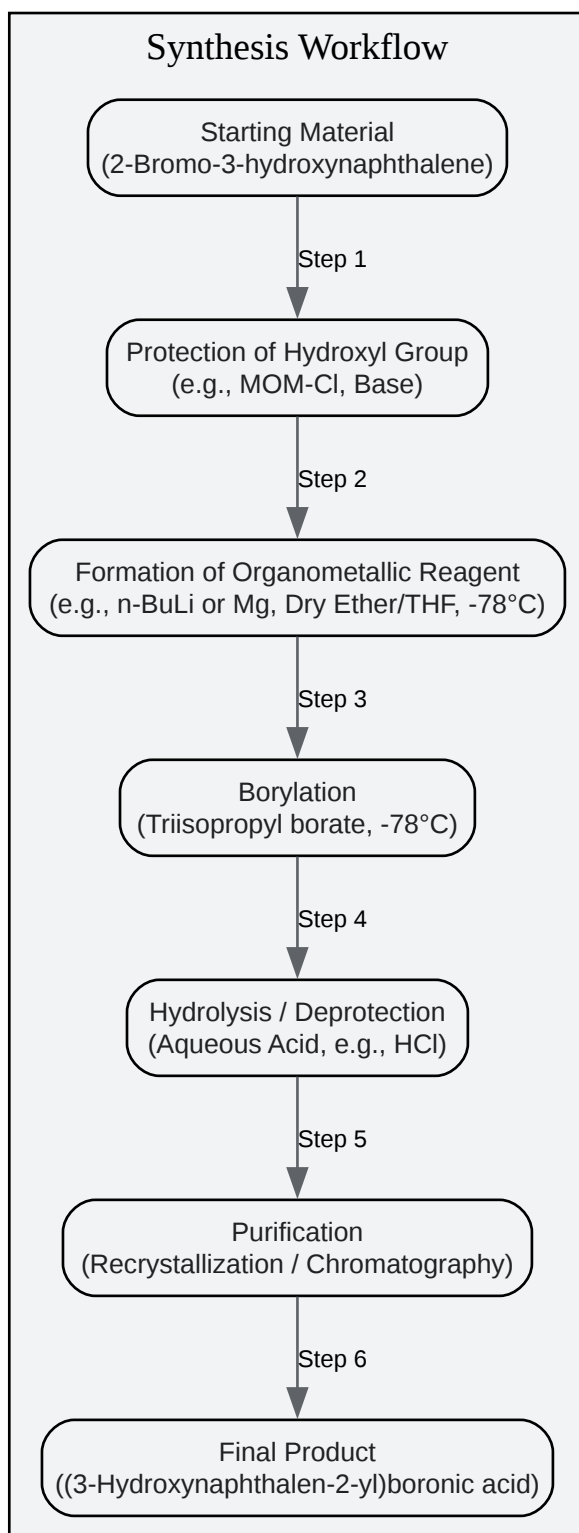 Synthesis Workflow
Starting Material
(2-Bromo-3-hydroxynaphthalene)
Step 1
Protection of Hydroxyl Group
(e.g., MOM-Cl, Base)
Step 2
Formation of Organometallic Reagent
(e.g., n-BuLi or Mg, Dry Ether/THF, -78°C)
Step 3
Borylation
(Triisopropyl borate, -78°C)
Step 4
Hydrolysis / Deprotection
(Aqueous Acid, e.g., HCl)
Step 5
Purification
(Recrystallization / Chromatography)
Step 6
Final Product
((3-Hydroxynaphthalen-2-yl)boronic acid)